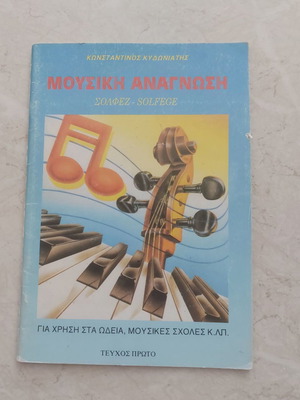 ΚΩΝΣΤΑΝΤΙΝΟΣ ΚΥΔΩΝΙΑΤΗΣ
ΜΟΥΣΙΚΗ ΑΝΑΓΝΩΣΗ
ΣΟΛΦΕΖ - SOLFEGE
ΓΙΑ ΧΡΗΣΗ ΣΤΑ ΩΔΕΙΑ, ΜΟΥΣΙΚΕΣ ΣΧΟΛΕΣ Κ.ΛΠ.
ΤΕΥΧΟΣ ΠΡΩΤΟ